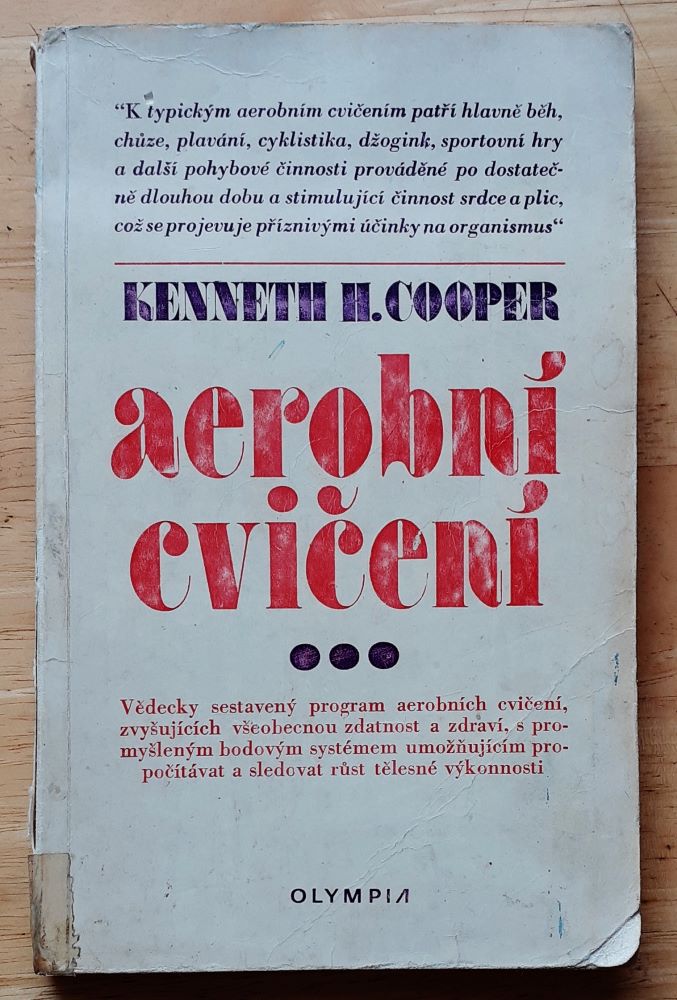 “K typickým aerobním cvičením patří hlavně běh,
chůze, plavání, cyklistika, džogink, sportovní hry
a další pohybové činnosti prováděné po dostateč-
ně dlouhou dobu a stimulující činnost srdce a plic,
což se projevuje příznivými účinky na organismus“
KENNETH H. COOPER
aerobní
cvičení
Vědecky sestavený program aerobních cvičení,
zvyšujících všeobecnou zdatnost a zdraví, s pro-
myšleným bodovým systémem umožňujícím pro-
počítávat a sledovat růst tělesné výkonnosti
OLYMPIA